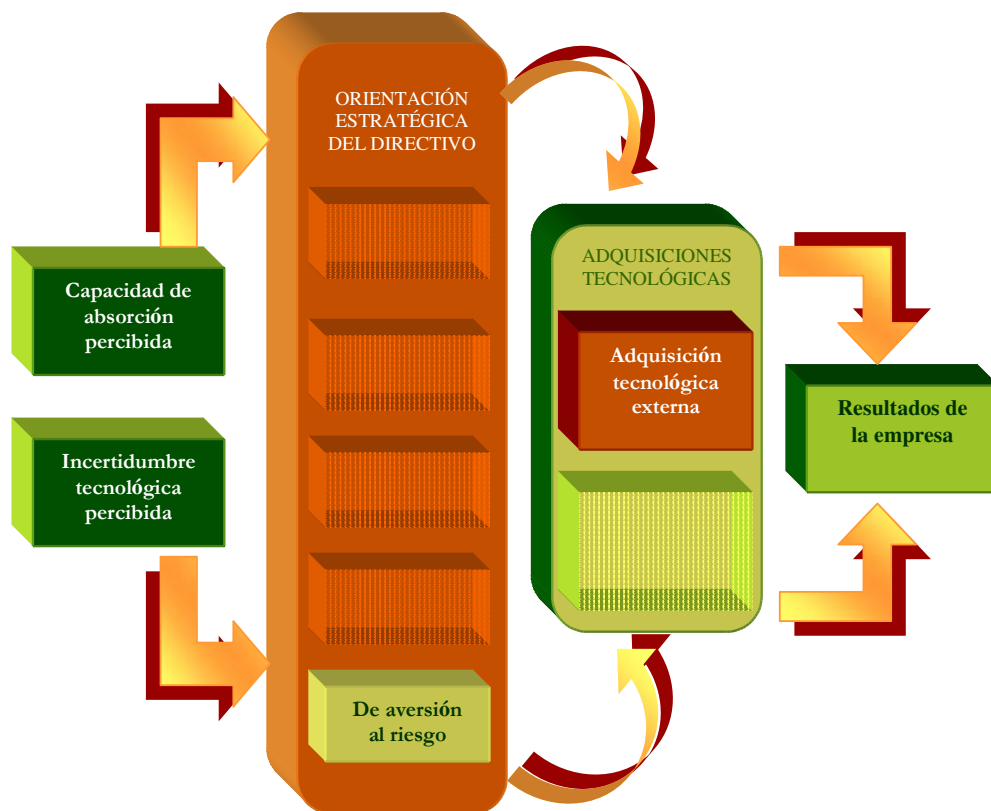 ORIENTACIÓN
ESTRATÉGICA
DEL DIRECTIVO
Capacidad de
absorción
percibida
Incertidumbre
tecnológica
percibida
De aversión
al riesgo
ADQUISICIONES
TECNOLÓGICAS
Adquisición
tecnológica
externa
Resultados de
la empresa